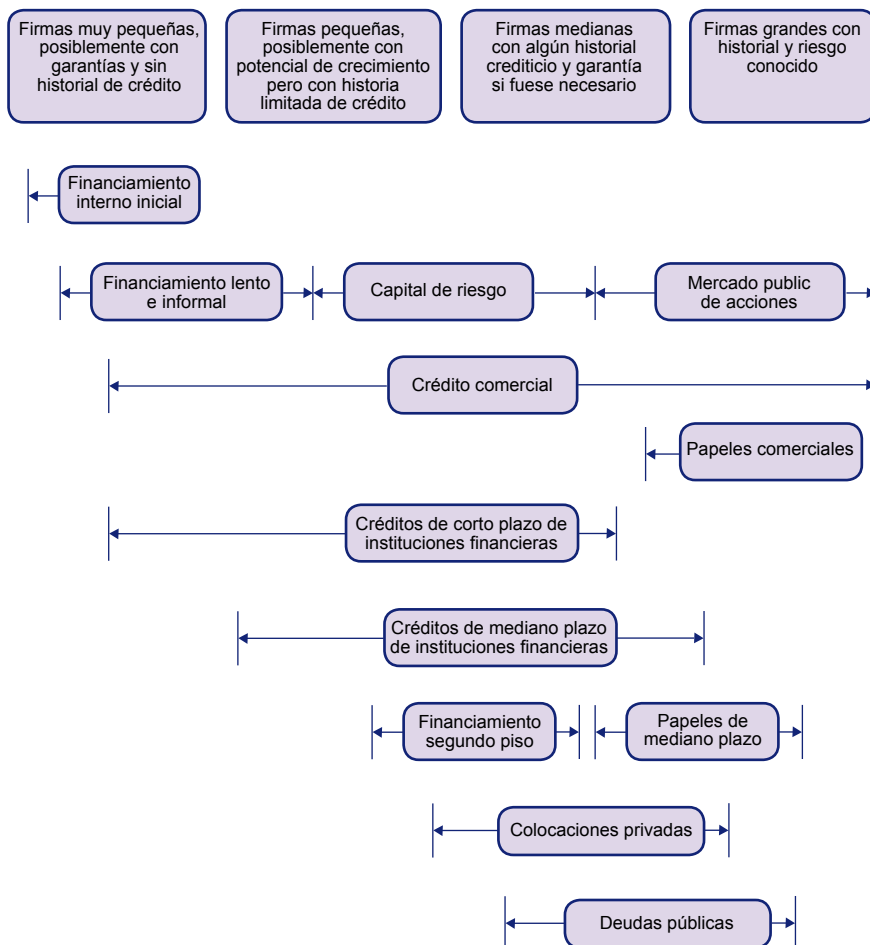 Firmas muy pequeñas,
posiblemente con
garantías y sin
historial de crédito
Firmas pequeñas,
posiblemente con
potencial de crecimiento
pero con historia
limitada de crédito
Firmas medianas
con algún historial
crediticio y garantía
si fuese necesario
Firmas grandes con
historial y riesgo
conocido
Financiamiento
interno inicial
Financiamiento lento
e informal
Capital de riesgo
Mercado public
de acciones
Crédito comercial
Papeles comerciales
Créditos de corto plazo de
instituciones financieras
Créditos de mediano plazo
de instituciones financieras
Financiamiento
segundo piso
Papeles de
mediano plazo
Colocaciones privadas
Deudas públicas